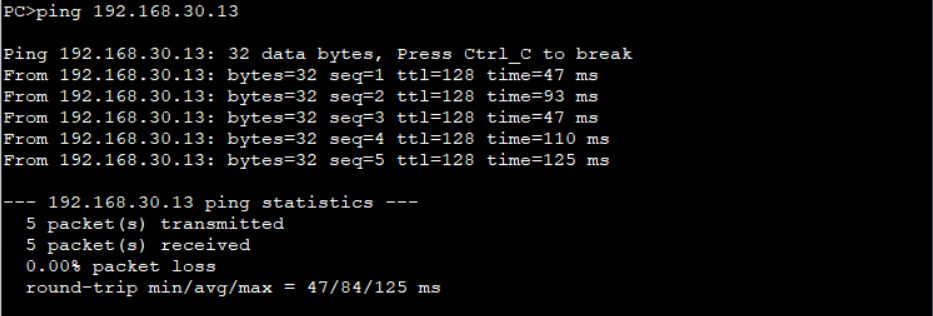 PC>ping 192.168.30.13
Ping 192.168.30.13: 32 data bytes, Press Ctrl_C to break
From 192.168.30.13: bytes=32 seq=1 ttl=128 time=47 ms
From 192.168.30.13: bytes=32 seq=2 ttl=128 time=93 ms
From 192.168.30.13: bytes=32 seq=3 ttl=128 time=47 ms
From 192.168.30.13: bytes=32 seq=4 ttl=128 time=110 ms
From 192.168.30.13: bytes=32 seq=5 ttl=128 time=125 ms
--- 192.168.30.13 ping statistics ---
5 packet(s) transmitted
5 packet(s) received
0.00% packet loss
round-trip min/avg/max = 47/84/125 ms